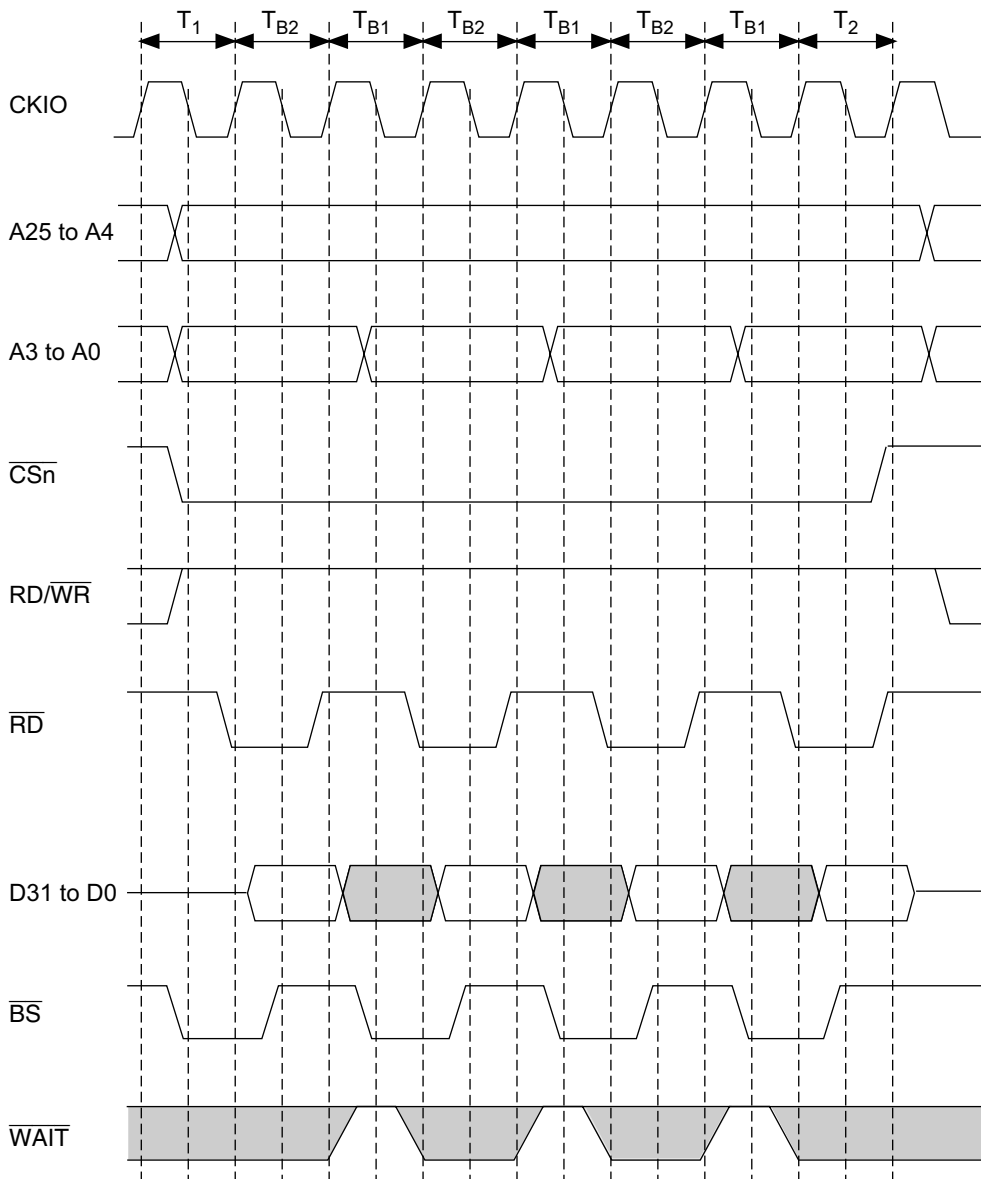 T1 TB2 TB1 TB2 TB1 TB2 TB1 T2
CKIO
A25 to A4
A3 to A0
CSn
RD/WR
RD
D31 to D0
BS
WAIT